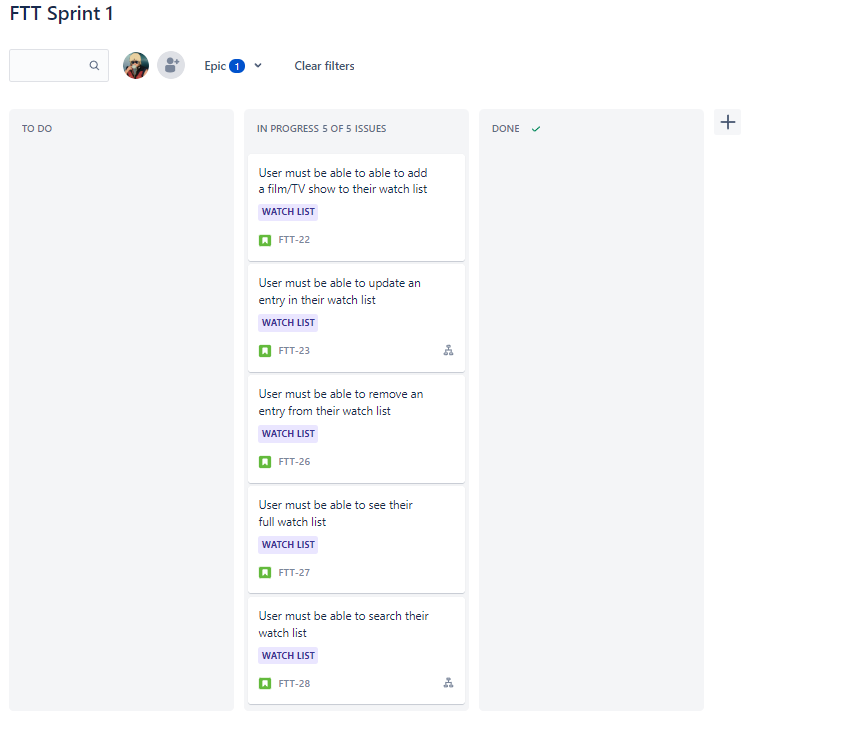 FTT Sprint 1
Epic 1
Clear filters
TO DO
IN PROGRESS 5 OF 5 ISSUES
User must be able to able to add
a film/TV show to their watch list
WATCH LIST
FTT-22
User must be able to update an
entry in their watch list
WATCH LIST
FTT-23
User must be able to remove an
entry from their watch list
WATCH LIST
FTT-26
User must be able to see their
full watch list
WATCH LIST
FTT-27
User must be able to search their
watch list
WATCH LIST
FTT-28
DONE